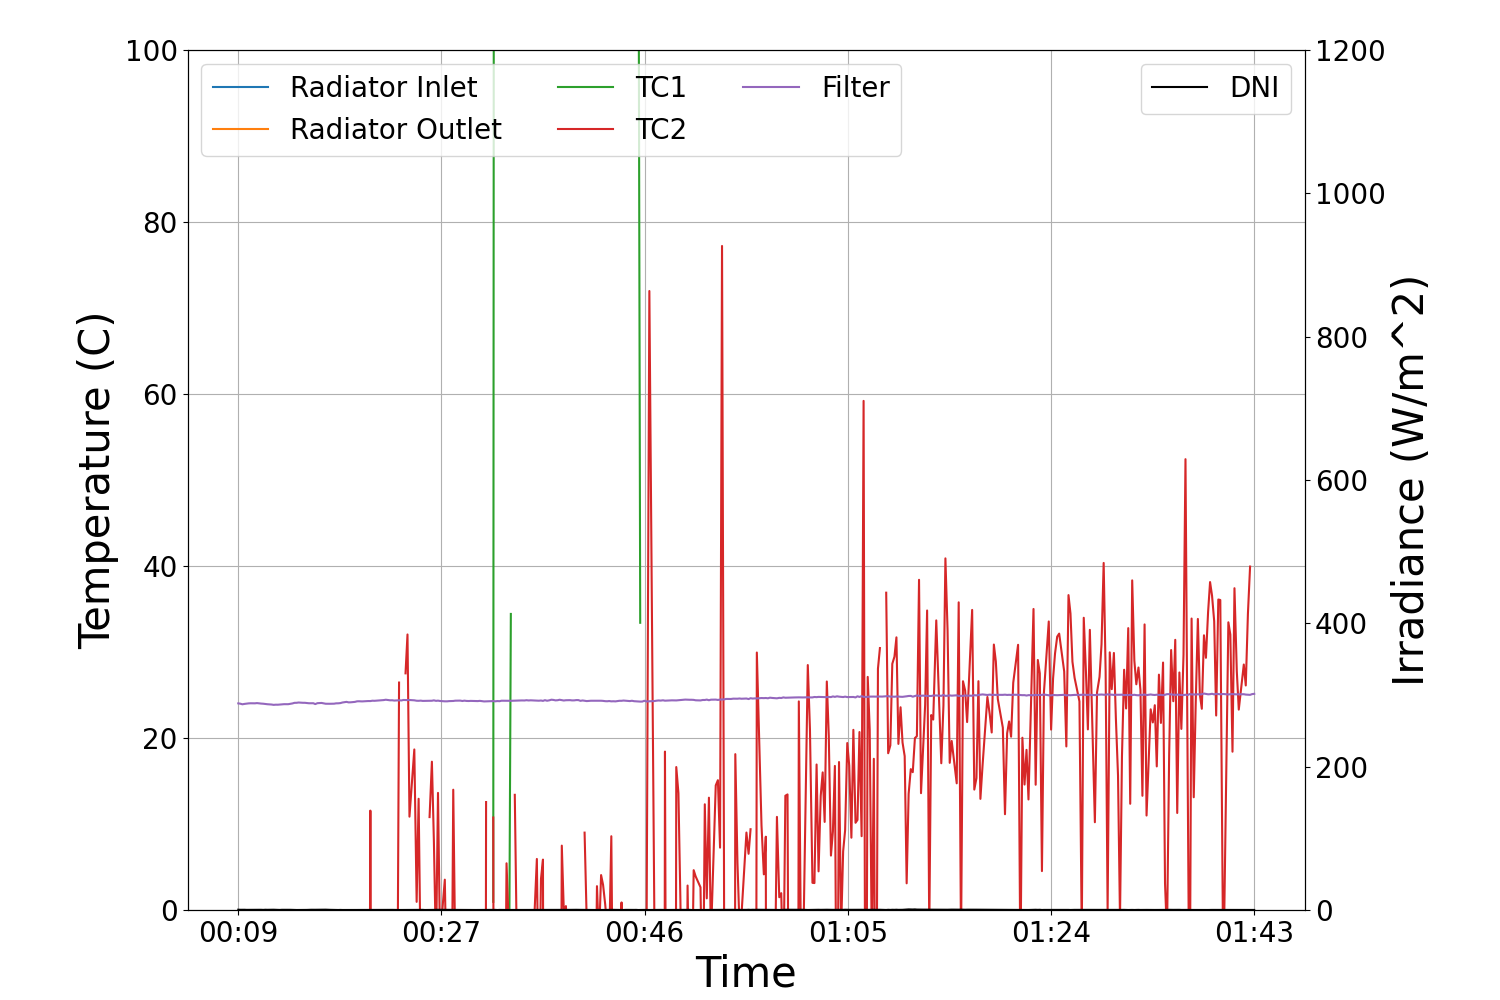 Radiator Inlet
Radiator Outlet
TC1
TC2
Filter
DNI
100
80
60
40
20
0
Temperature (C)
1200
1000
800
600
400
200
0
Irradiance (W/m^2)
00:09
00:27
00:46
01:05
01:24
01:43
Time